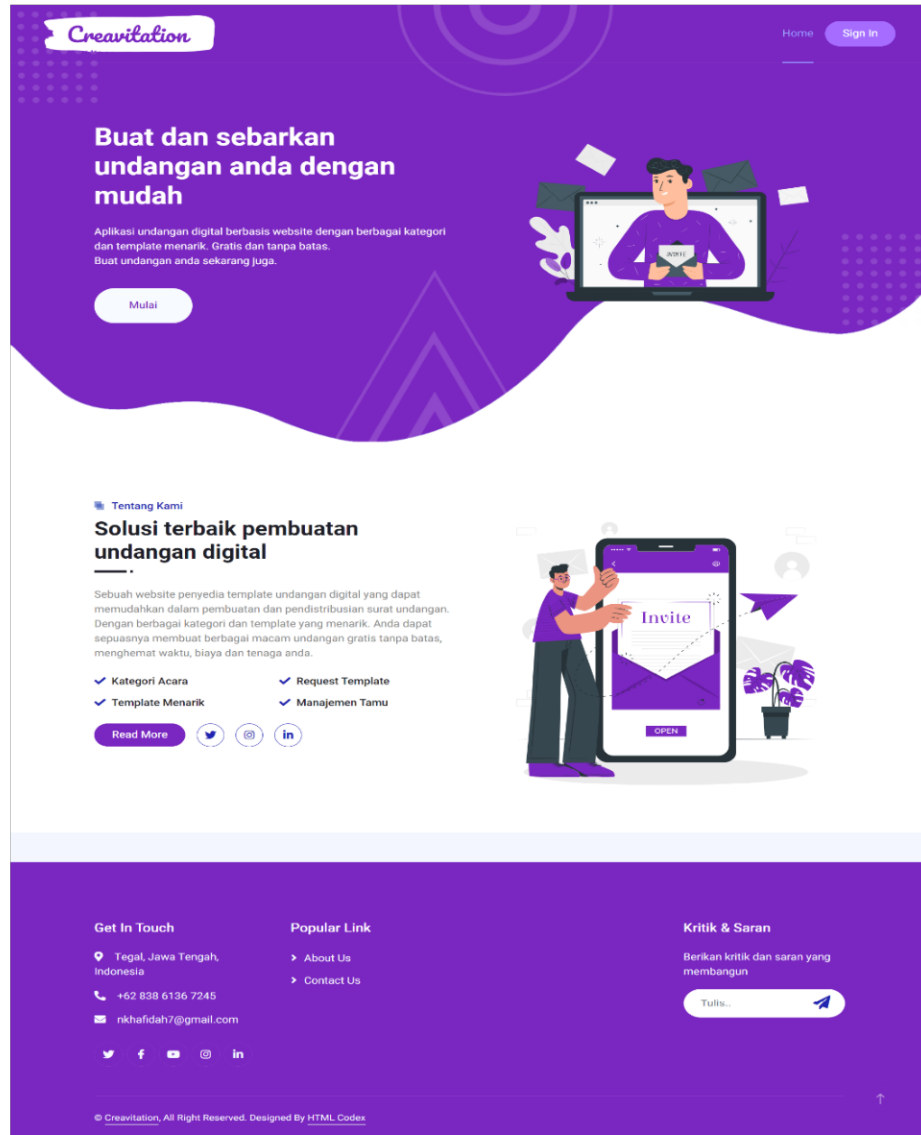 Creavitation
Home
Sign In
Buat dan sebarkan
undangan anda dengan
mudah
Aplikasi undangan digital berbasis website dengan berbagai kategori
dan template menarik. Gratis dan tanpa batas.
Buat undangan anda sekarang juga.
INVITE
Mulai
Tentang Kami
Solusi terbaik pembuatan
undangan digital
Sebuah website penyedia template undangan digital yang dapat
memudahkan dalam pembuatan dan pendistribusian surat undangan.
Dengan berbagai kategori dan template yang menarik. Anda dapat
sepuasnya membuat berbagai macam undangan gratis tanpa batas,
menghemat waktu, biaya dan tenaga anda.
Kategori Acara
Request Template
Template Menarik
Manajemen Tamu
Read More
Invite
OPEN
Get In Touch
Tegal, Jawa Tengah,
Indonesia
+62 838 6136 7245
nkhafidah7@gmail.com
Popular Link
> About Us
> Contact Us
Kritik & Saran
Berikan kritik dan saran yang
membangun
Tulis..
© Creavitation, All Right Reserved. Designed By HTML Codex